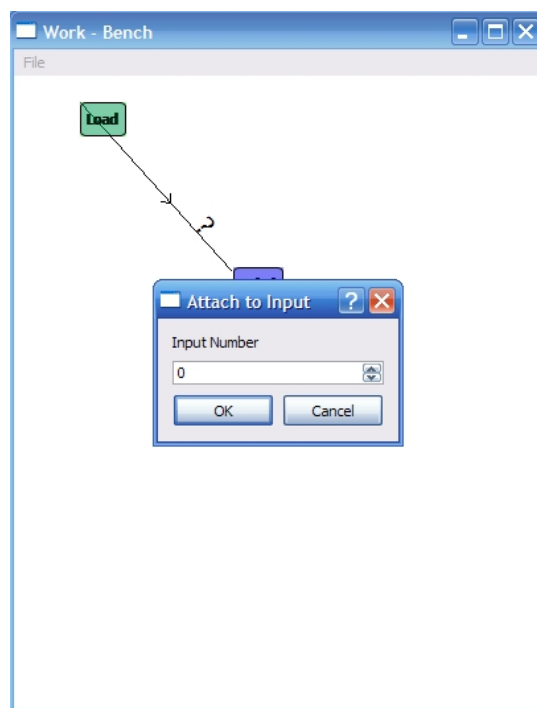 Work - Bench
File
Load
?
Attach to Input
Input Number
0
OK
Cancel